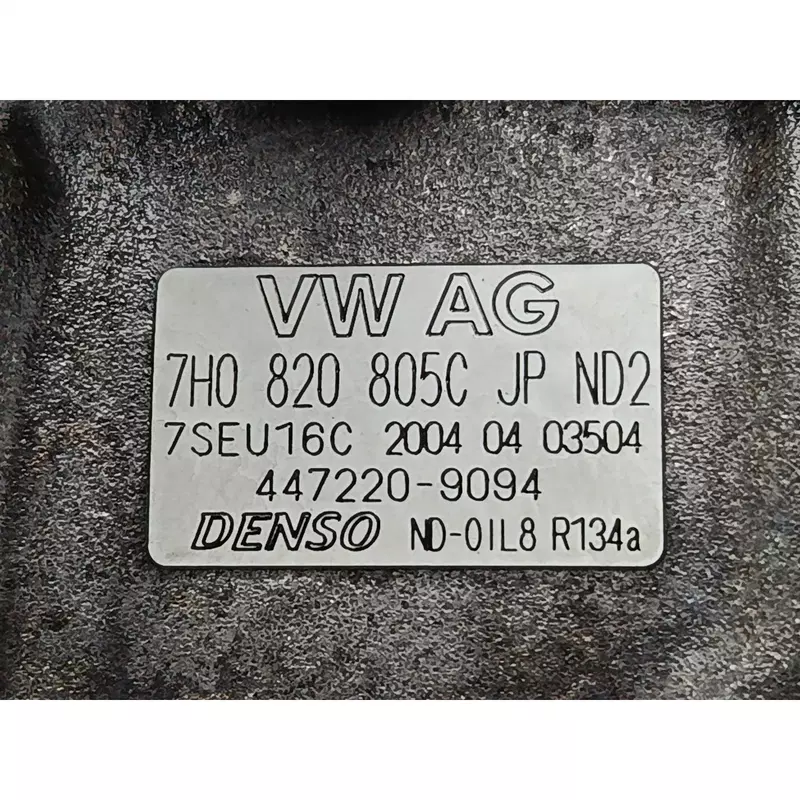 VW AG
7H0 820 805C JP ND2
7SEU16C 2004 04 03504
447220-9094
DENSO ND-OIL8 R134a